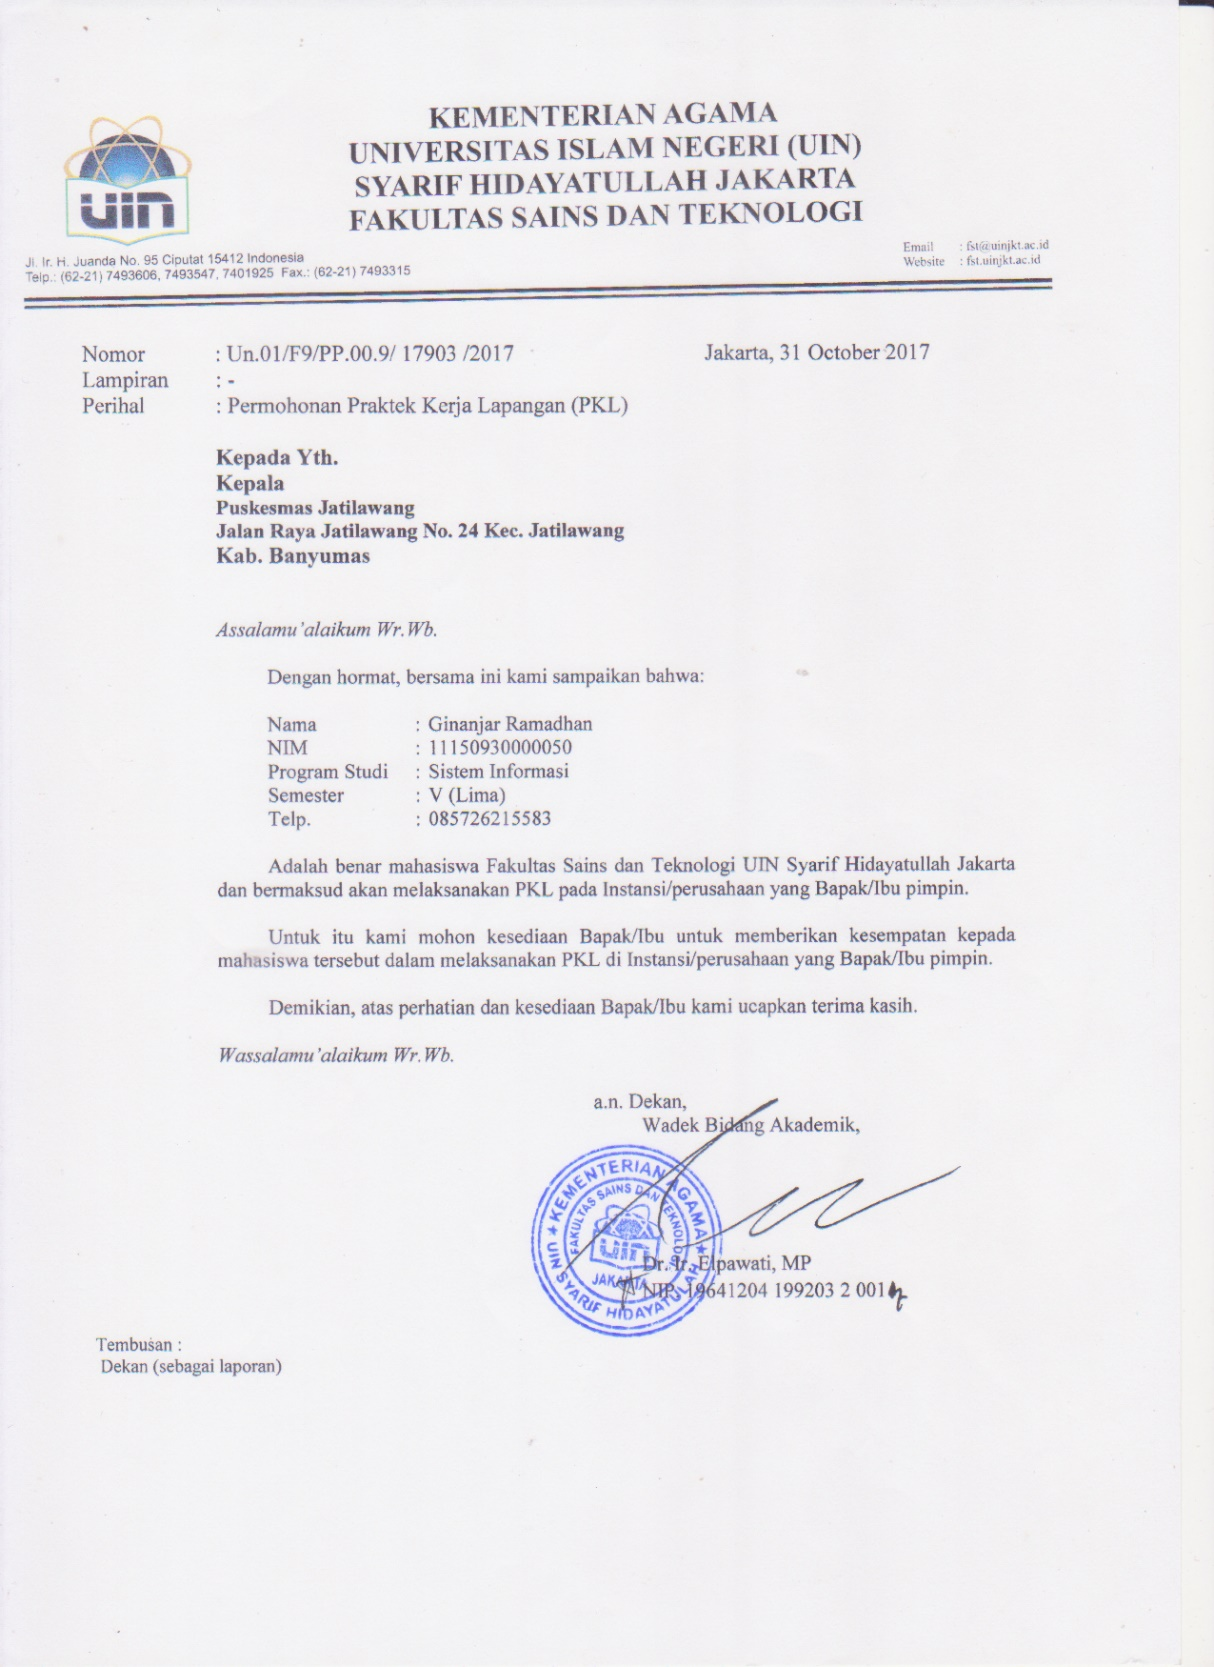 KEMENTERIAN AGAMA
UNIVERSITAS ISLAM NEGERI (UIN)
SYARIF HIDAYATULLAH JAKARTA
FAKULTAS SAINS DAN TEKNOLOGI
UIN
Jl. Ir. H. Juanda No. 95 Ciputat 15412 Indonesia
Telp.: (62-21) 7493606, 7493547, 7401925 Fax.: (62-21) 7493315
Email : fst@uinjkt.ac.id
Website : fst.uinjkt.ac.id
Nomor : Un.01/F9/PP.00.9/ 17903 /2017 Jakarta, 31 October 2017
Lampiran : -
Perihal : Permohonan Praktek Kerja Lapangan (PKL)
Kepada Yth.
Kepala
Puskesmas Jatilawang
Jalan Raya Jatilawang No. 24 Kec. Jatilawang
Kab. Banyumas
Assalamu'alaikum Wr.Wb.
Dengan hormat, bersama ini kami sampaikan bahwa:
Nama : Ginanjar Ramadhan
NIM : 11150930000050
Program Studi : Sistem Informasi
Semester : V (Lima)
Telp. : 085726215583
Adalah benar mahasiswa Fakultas Sains dan Teknologi UIN Syarif Hidayatullah Jakarta
dan bermaksud akan melaksanakan PKL pada Instansi/perusahaan yang Bapak/Ibu pimpin.
Untuk itu kami mohon kesediaan Bapak/Ibu untuk memberikan kesempatan kepada
mahasiswa tersebut dalam melaksanakan PKL di Instansi/perusahaan yang Bapak/Ibu pimpin.
Demikian, atas perhatian dan kesediaan Bapak/Ibu kami ucapkan terima kasih.
Wassalamu'alaikum Wr.Wb.
a.n. Dekan,
Wadek Bidang Akademik,
KEMENTERIAN AGAMA
UIN SYARIF HIDAYATULLAH
FAKULTAS SAINS DAN TEKNOLOGI
UIN
JAKARTA
Dr. Ir. Elpawati, MP
NIP. 19641204 199203 2 001
Tembusan :
Dekan (sebagai laporan)